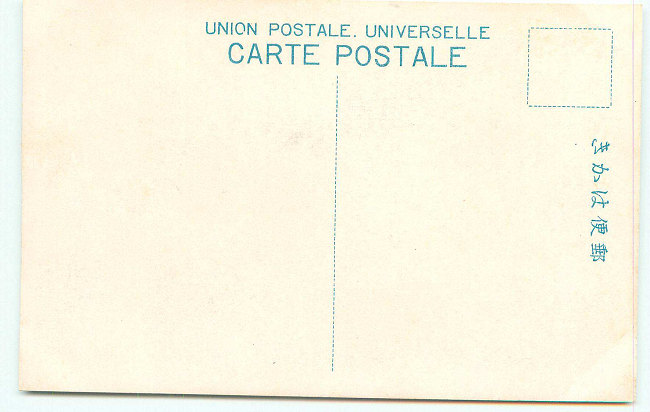 UNION POSTALE. UNIVERSELLE
CARTE POSTALE
きかは便郵